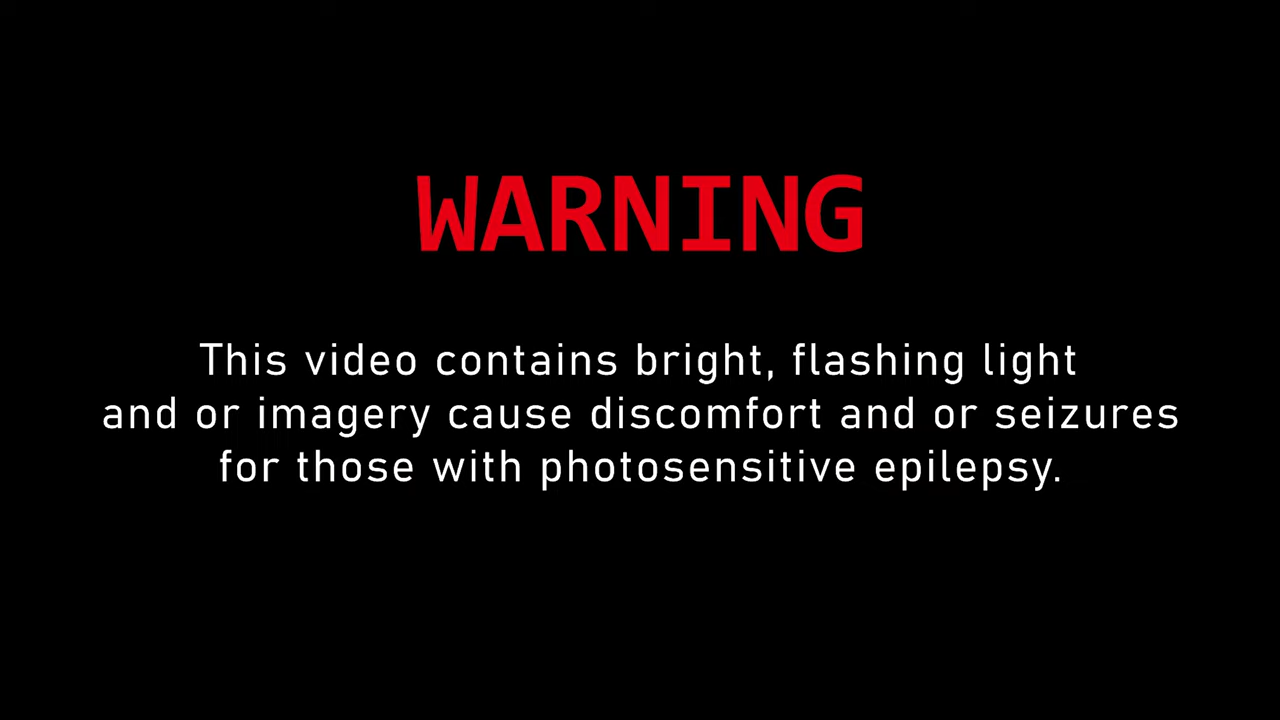 WARNING
This video contains bright, flashing light
and or imagery cause discomfort and or seizures
for those with photosensitive epilepsy.